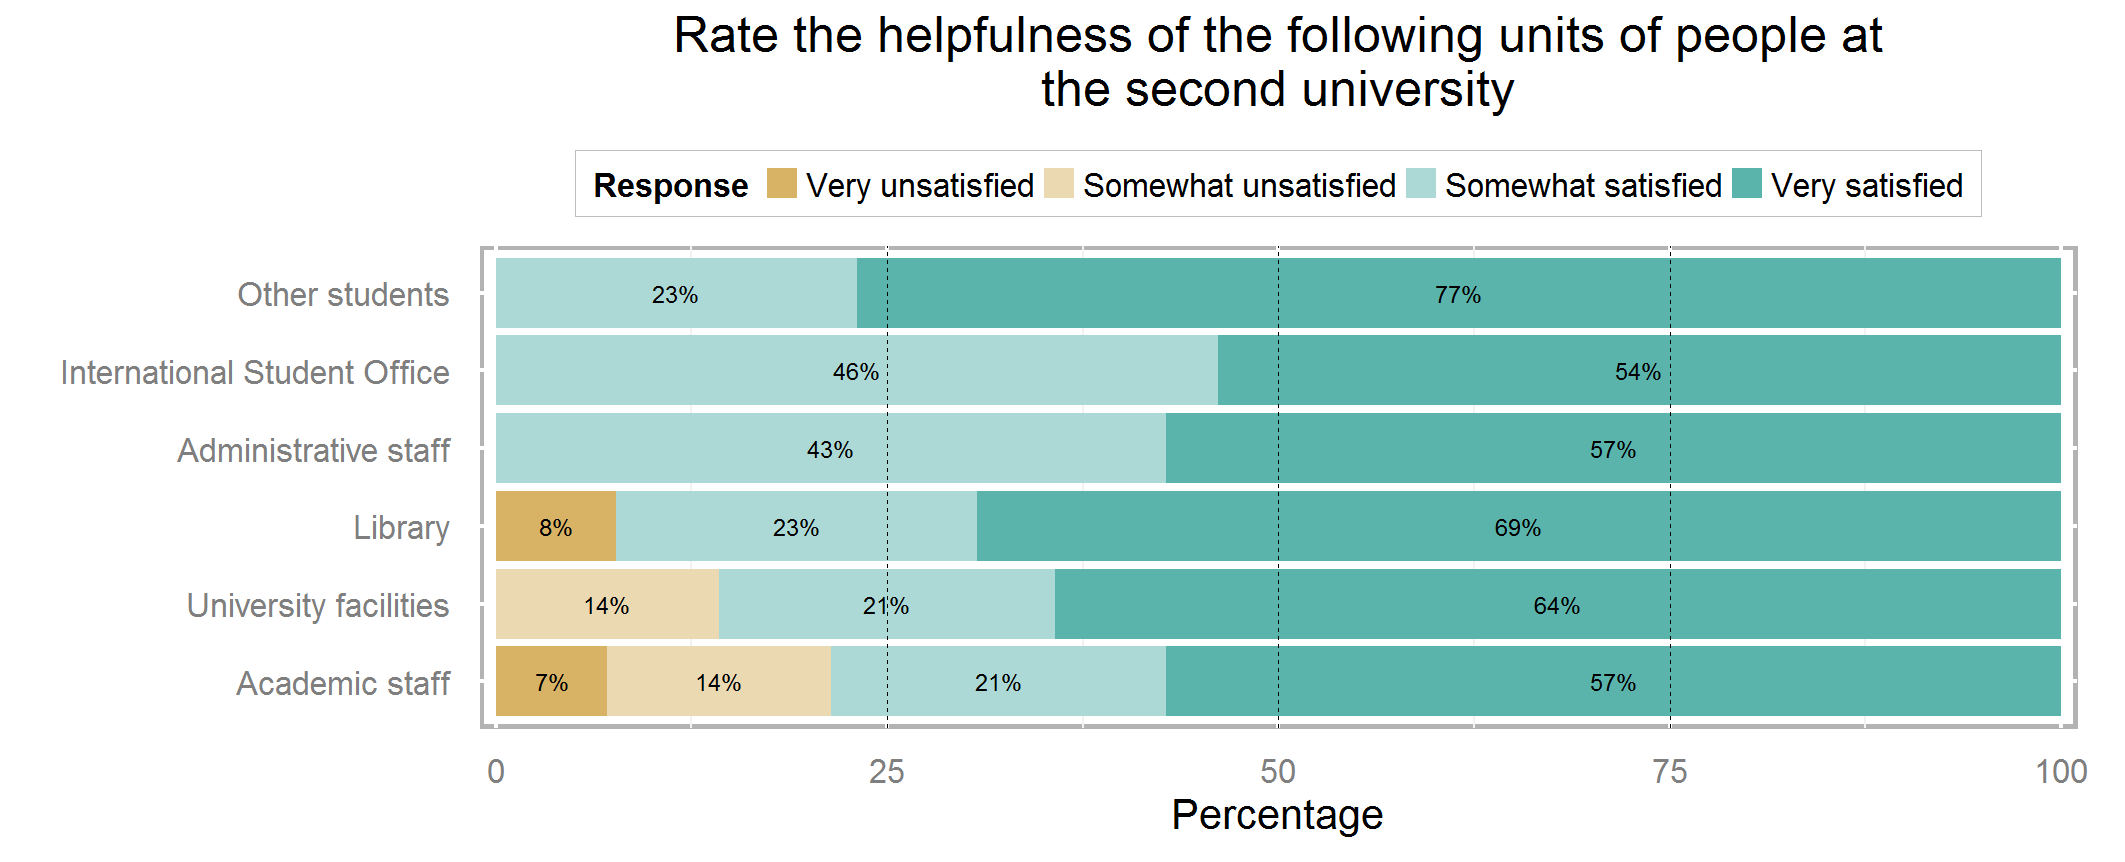 Rate the helpfulness of the following units of people at
the second university
Response Very unsatisfied Somewhat unsatisfied Somewhat satisfied Very satisfied
Other students 23% 77%
International Student Office 46% 54%
Administrative staff 43% 57%
Library 8% 23% 69%
University facilities 14% 21% 64%
Academic staff 7% 14% 21% 57%
0 25 50 75 100
Percentage